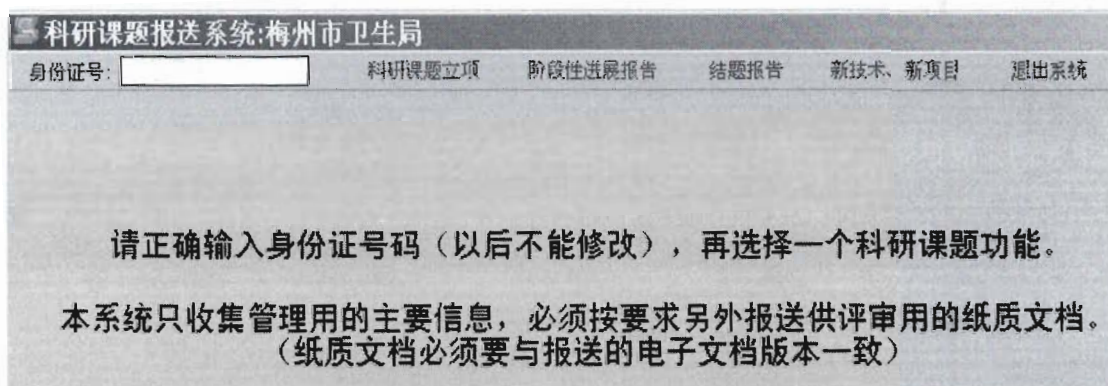 科研课题报送系统:梅州市卫生局
身份证号: 科研课题立项 阶段性进展报告 结题报告 新技术、新项目 退出系统
请正确输入身份证号码（以后不能修改），再选择一个科研课题功能。
本系统只收集管理用的主要信息，必须按要求另外报送供评审用的纸质文档。
（纸质文档必须要与报送的电子文档版本一致）